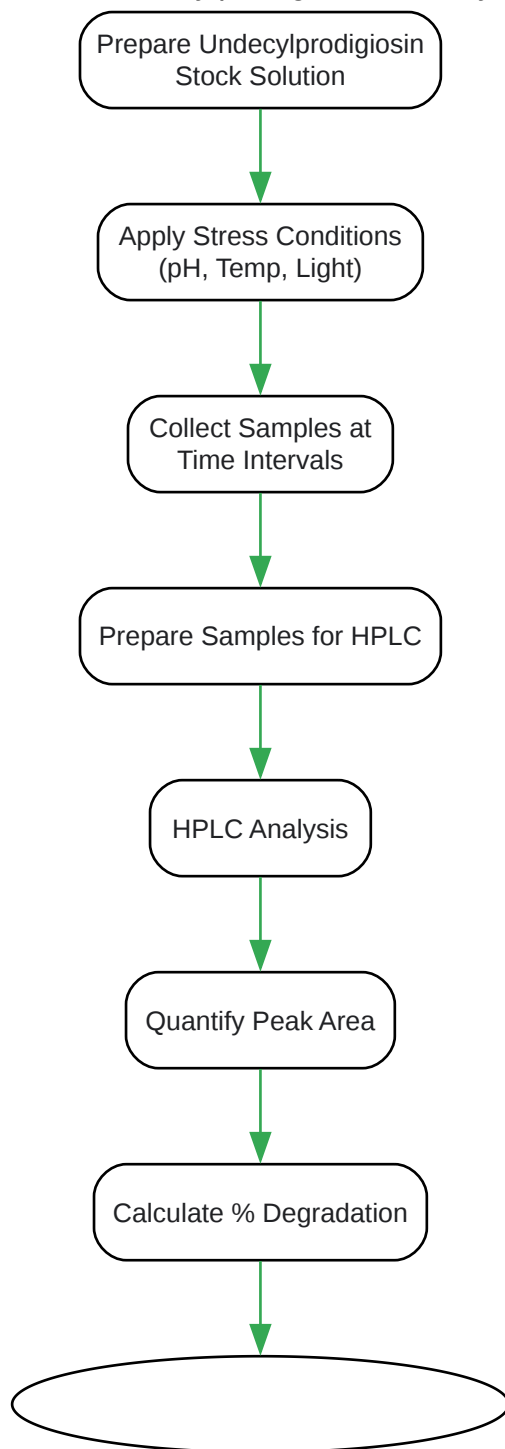 Prepare Undecylprodigiosin
Stock Solution
Apply Stress Conditions
(pH, Temp, Light)
Collect Samples at
Time Intervals
Prepare Samples for HPLC
HPLC Analysis
Quantify Peak Area
Calculate % Degradation